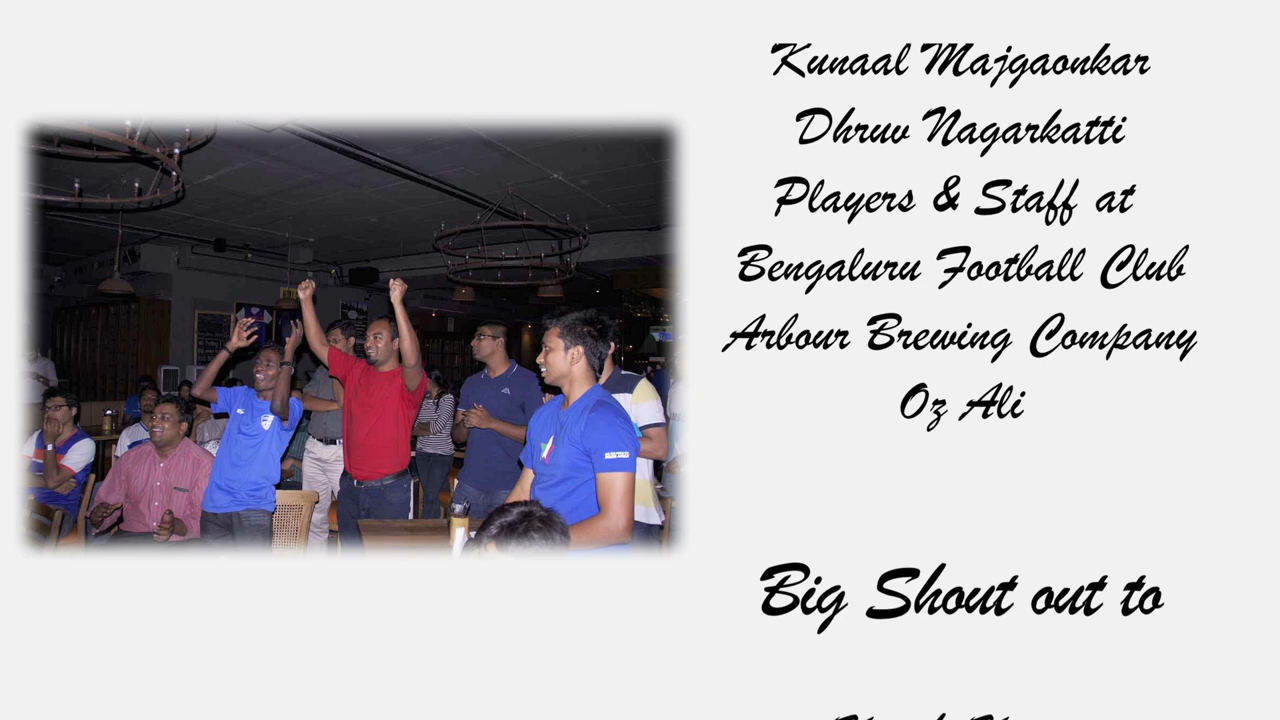 Kunaal Majgaonkar
Dhruv Nagarkatti
Players & Staff at
Bengaluru Football Club
Arbour Brewing Company
Oz Ali
Big Shout out to